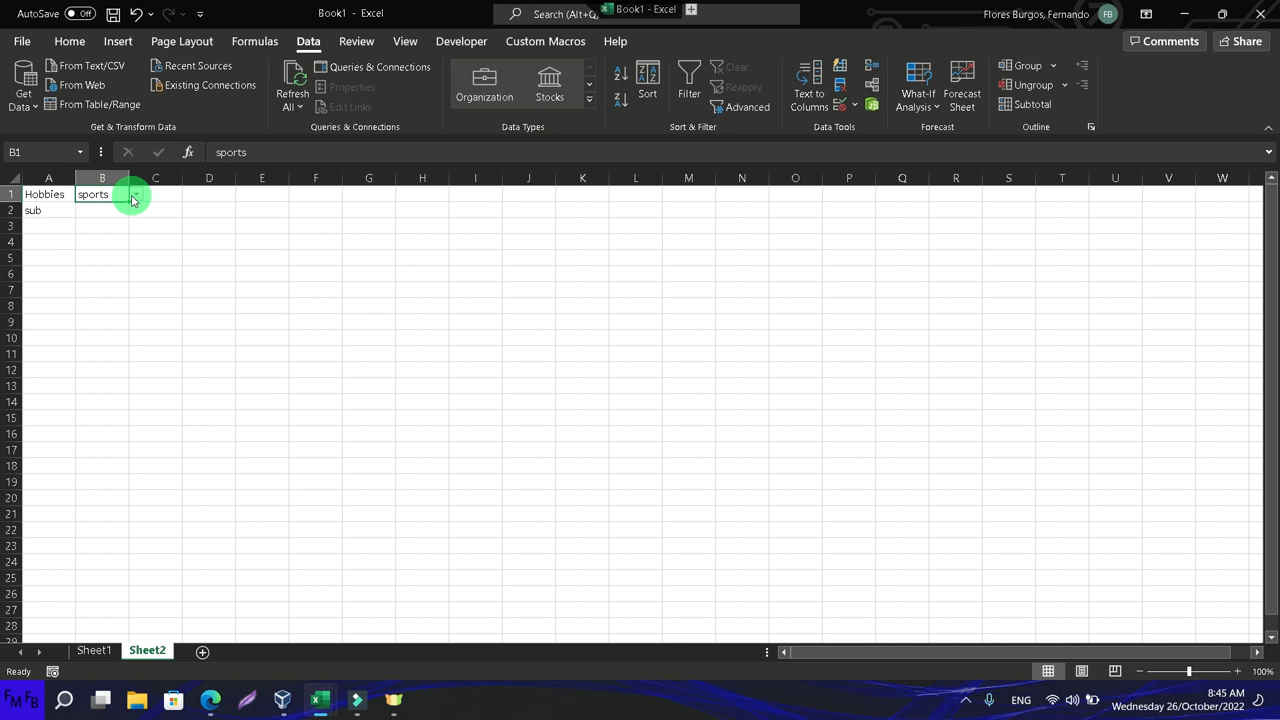 AutoSave Off Book1 - Excel Search (Alt+Q) Book1 - Excel Flores Burgos, Fernando FB
File Home Insert Page Layout Formulas Data Review View Developer Custom Macros Help Comments Share
Get Data
From Text/CSV
From Web
From Table/Range
Recent Sources
Existing Connections
Get & Transform Data
Refresh All
Queries & Connections
Properties
Edit Links
Queries & Connections
Organization
Stocks
Data Types
Sort
Filter
Clear
Reapply
Advanced
Sort & Filter
Text to Columns
Data Tools
What-If Analysis
Forecast Sheet
Forecast
Group
Ungroup
Subtotal
Outline
B1 fx sports
A B C D E F G H I J K L M N O P Q R S T U V W
1 Hobbies sports
2 sub
3
4
5
6
7
8
9
10
11
12
13
14
15
16
17
18
19
20
21
22
23
24
25
26
27
28
29
Sheet1 Sheet2
Ready 100%
FM FB ENG 8:45 AM
Wednesday 26/October/2022